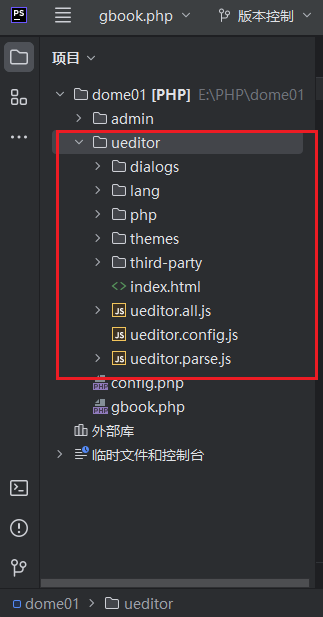 PS gbook.php 版本控制
项目
dome01 [PHP] E:\PHP\dome01
admin
ueditor
dialogs
lang
php
themes
third-party
<> index.html
JS ueditor.all.js
ueditor.config.js
JS ueditor.parse.js
PHP config.php
PHP gbook.php
外部库
临时文件和控制台
dome01 > ueditor